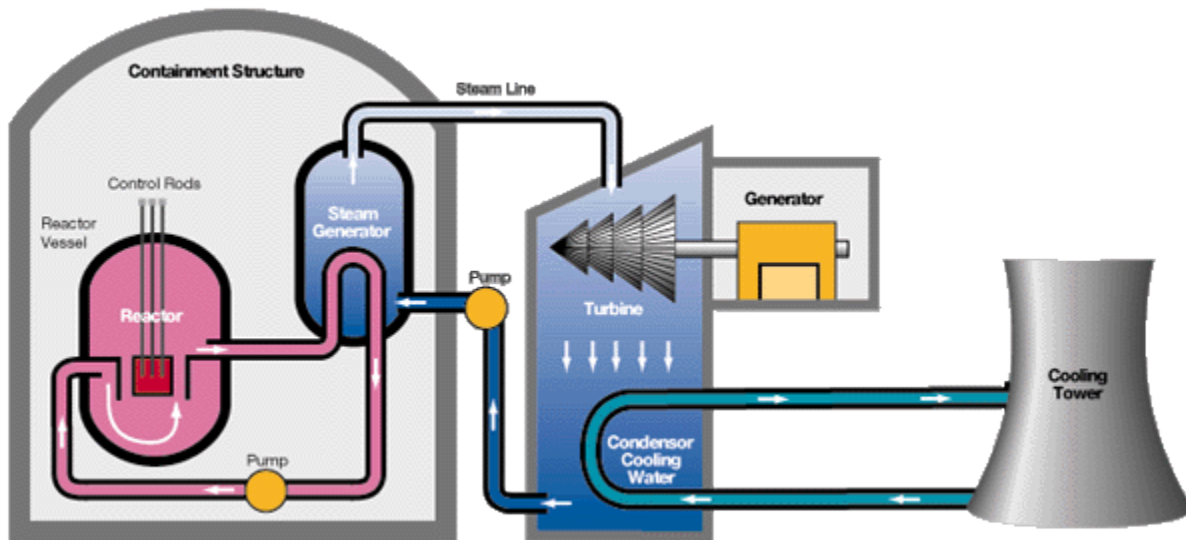 Containment Structure
Steam Line
Control Rods
Reactor
Vessel
Steam
Generator
Generator
Pump
Reactor
Turbine
Cooling
Tower
Condensor
Cooling
Water
Pump